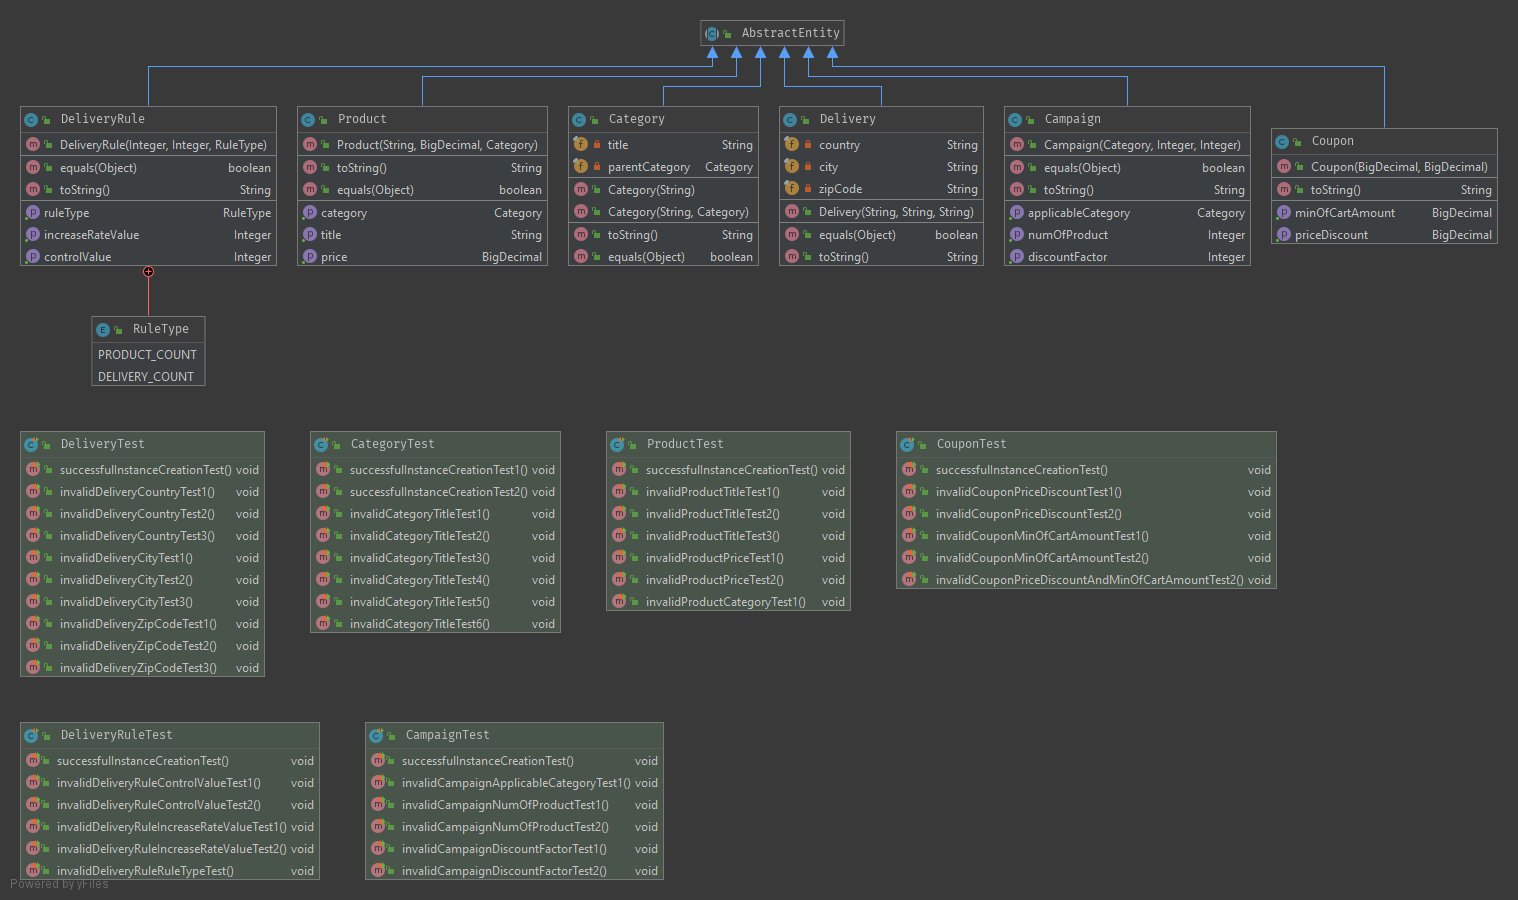 AbstractEntity
DeliveryRule
DeliveryRule(Integer, Integer, RuleType)
equals(Object) boolean
toString() String
ruleType RuleType
increaseRateValue Integer
controlValue Integer
Product
Product(String, BigDecimal, Category)
toString() String
equals(Object) boolean
category Category
title String
price BigDecimal
Category
title String
parentCategory Category
Category(String)
Category(String, Category)
toString() String
equals(Object) boolean
Delivery
country String
city String
zipCode String
Delivery(String, String, String)
equals(Object) boolean
toString() String
Campaign
Campaign(Category, Integer, Integer)
equals(Object) boolean
toString() String
applicableCategory Category
numOfProduct Integer
discountFactor Integer
Coupon
Coupon(BigDecimal, BigDecimal)
toString() String
minOfCartAmount BigDecimal
priceDiscount BigDecimal
RuleType
PRODUCT_COUNT
DELIVERY_COUNT
DeliveryTest
successfulInstanceCreationTest() void
invalidDeliveryCountryTest1() void
invalidDeliveryCountryTest2() void
invalidDeliveryCountryTest3() void
invalidDeliveryCityTest1() void
invalidDeliveryCityTest2() void
invalidDeliveryCityTest3() void
invalidDeliveryZipCodeTest1() void
invalidDeliveryZipCodeTest2() void
invalidDeliveryZipCodeTest3() void
CategoryTest
successfulInstanceCreationTest1() void
successfulInstanceCreationTest2() void
invalidCategoryTitleTest1() void
invalidCategoryTitleTest2() void
invalidCategoryTitleTest3() void
invalidCategoryTitleTest4() void
invalidCategoryTitleTest5() void
invalidCategoryTitleTest6() void
ProductTest
successfulInstanceCreationTest() void
invalidProductTitleTest1() void
invalidProductTitleTest2() void
invalidProductTitleTest3() void
invalidProductPriceTest1() void
invalidProductPriceTest2() void
invalidProductCategoryTest1() void
CouponTest
successfulInstanceCreationTest() void
invalidCouponPriceDiscountTest1() void
invalidCouponPriceDiscountTest2() void
invalidCouponMinOfCartAmountTest1() void
invalidCouponMinOfCartAmountTest2() void
invalidCouponPriceDiscountAndMinOfCartAmountTest2() void
DeliveryRuleTest
successfulInstanceCreationTest() void
invalidDeliveryRuleControlValueTest1() void
invalidDeliveryRuleControlValueTest2() void
invalidDeliveryRuleIncreaseRateValueTest1() void
invalidDeliveryRuleIncreaseRateValueTest2() void
invalidDeliveryRuleRuleTypeTest() void
CampaignTest
successfulInstanceCreationTest() void
invalidCampaignApplicableCategoryTest1() void
invalidCampaignNumOfProductTest1() void
invalidCampaignNumOfProductTest2() void
invalidCampaignDiscountFactorTest1() void
invalidCampaignDiscountFactorTest2() void
Powered by yFiles